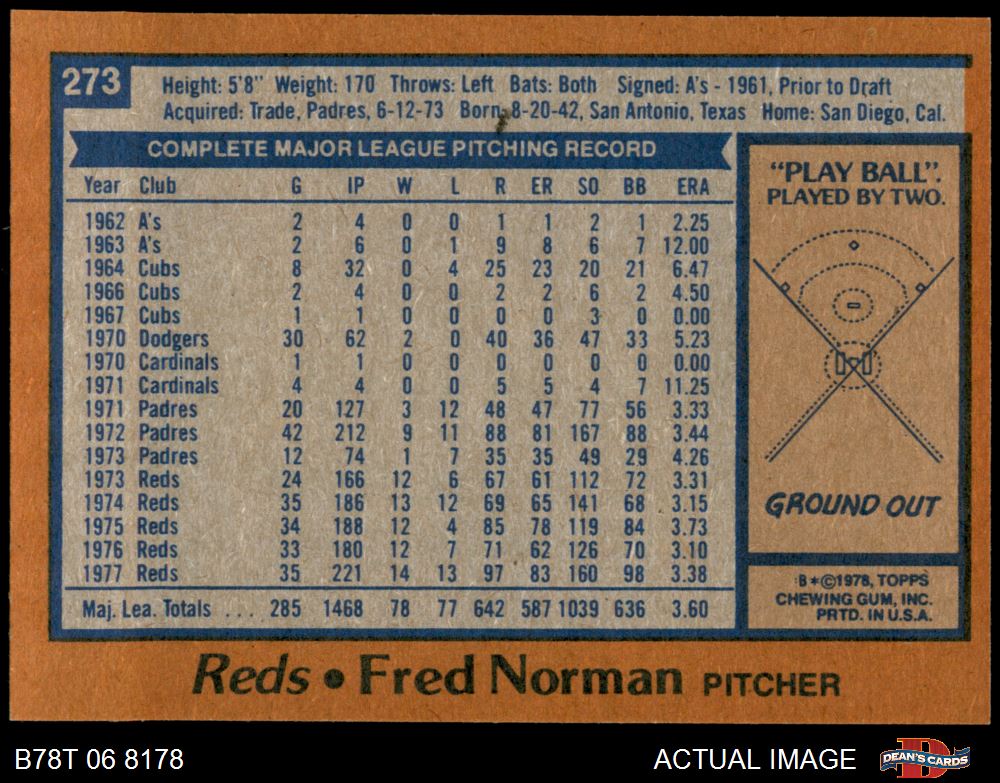 273
Height: 5'8" Weight: 170 Throws: Left Bats: Both Signed: A's - 1961, Prior to Draft
Acquired: Trade, Padres, 6-12-73 Born: 8-20-42, San Antonio, Texas Home: San Diego, Cal.
COMPLETE MAJOR LEAGUE PITCHING RECORD
Year Club G IP W L R ER SO BB ERA
1962 A's 2 4 0 0 1 1 2 1 2.25
1963 A's 2 6 0 1 9 8 6 7 12.00
1964 Cubs 8 32 0 4 25 23 20 21 6.47
1966 Cubs 2 4 0 0 2 2 6 2 4.50
1967 Cubs 1 1 0 0 0 0 3 0 0.00
1970 Dodgers 30 62 2 0 40 36 47 33 5.23
1970 Cardinals 1 1 0 0 0 0 0 0 0.00
1971 Cardinals 4 4 0 0 5 5 4 7 11.25
1971 Padres 20 127 3 12 48 47 77 56 3.33
1972 Padres 42 212 9 11 88 81 167 88 3.44
1973 Padres 12 74 1 7 35 35 49 29 4.26
1973 Reds 24 166 12 6 67 61 112 72 3.31
1974 Reds 35 186 13 12 69 65 141 68 3.15
1975 Reds 34 188 12 4 85 78 119 84 3.73
1976 Reds 33 180 12 7 71 62 126 70 3.10
1977 Reds 35 221 14 13 97 83 160 98 3.38
Maj. Lea. Totals . . . 285 1468 78 77 642 587 1039 636 3.60
"PLAY BALL".
PLAYED BY TWO.
GROUND OUT
B*©1978, TOPPS
CHEWING GUM, INC.
PRTD. IN U.S.A.
Reds • Fred Norman PITCHER
B78T 06 8178
ACTUAL IMAGE
DEAN'S CARDS